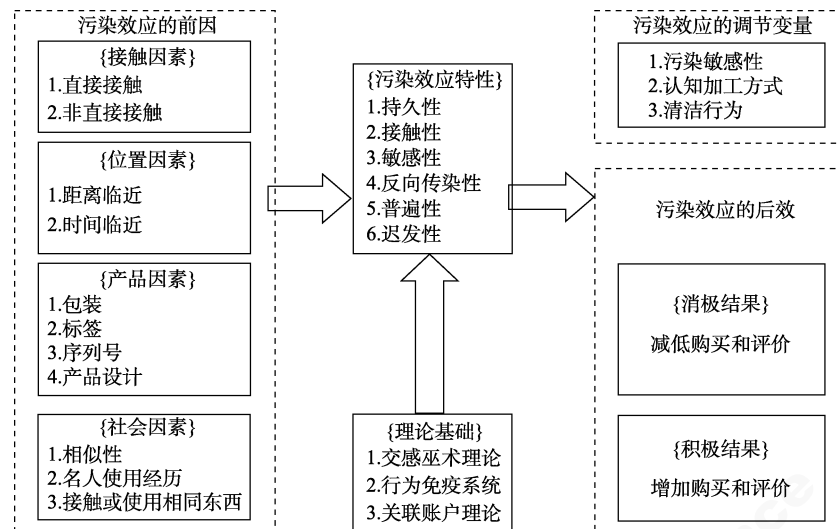 污染效应的前因
{接触因素}
1.直接接触
2.非直接接触
{位置因素}
1.距离临近
2.时间临近
{产品因素}
1.包装
2.标签
3.序列号
4.产品设计
{社会因素}
1.相似性
2.名人使用经历
3.接触或使用相同东西
{污染效应特性}
1.持久性
2.接触性
3.敏感性
4.反向传染性
5.普遍性
6.迟发性
{理论基础}
1.交感巫术理论
2.行为免疫系统
3.关联账户理论
污染效应的调节变量
1.污染敏感性
2.认知加工方式
3.清洁行为
污染效应的后效
{消极结果}
减低购买和评价
{积极结果}
增加购买和评价